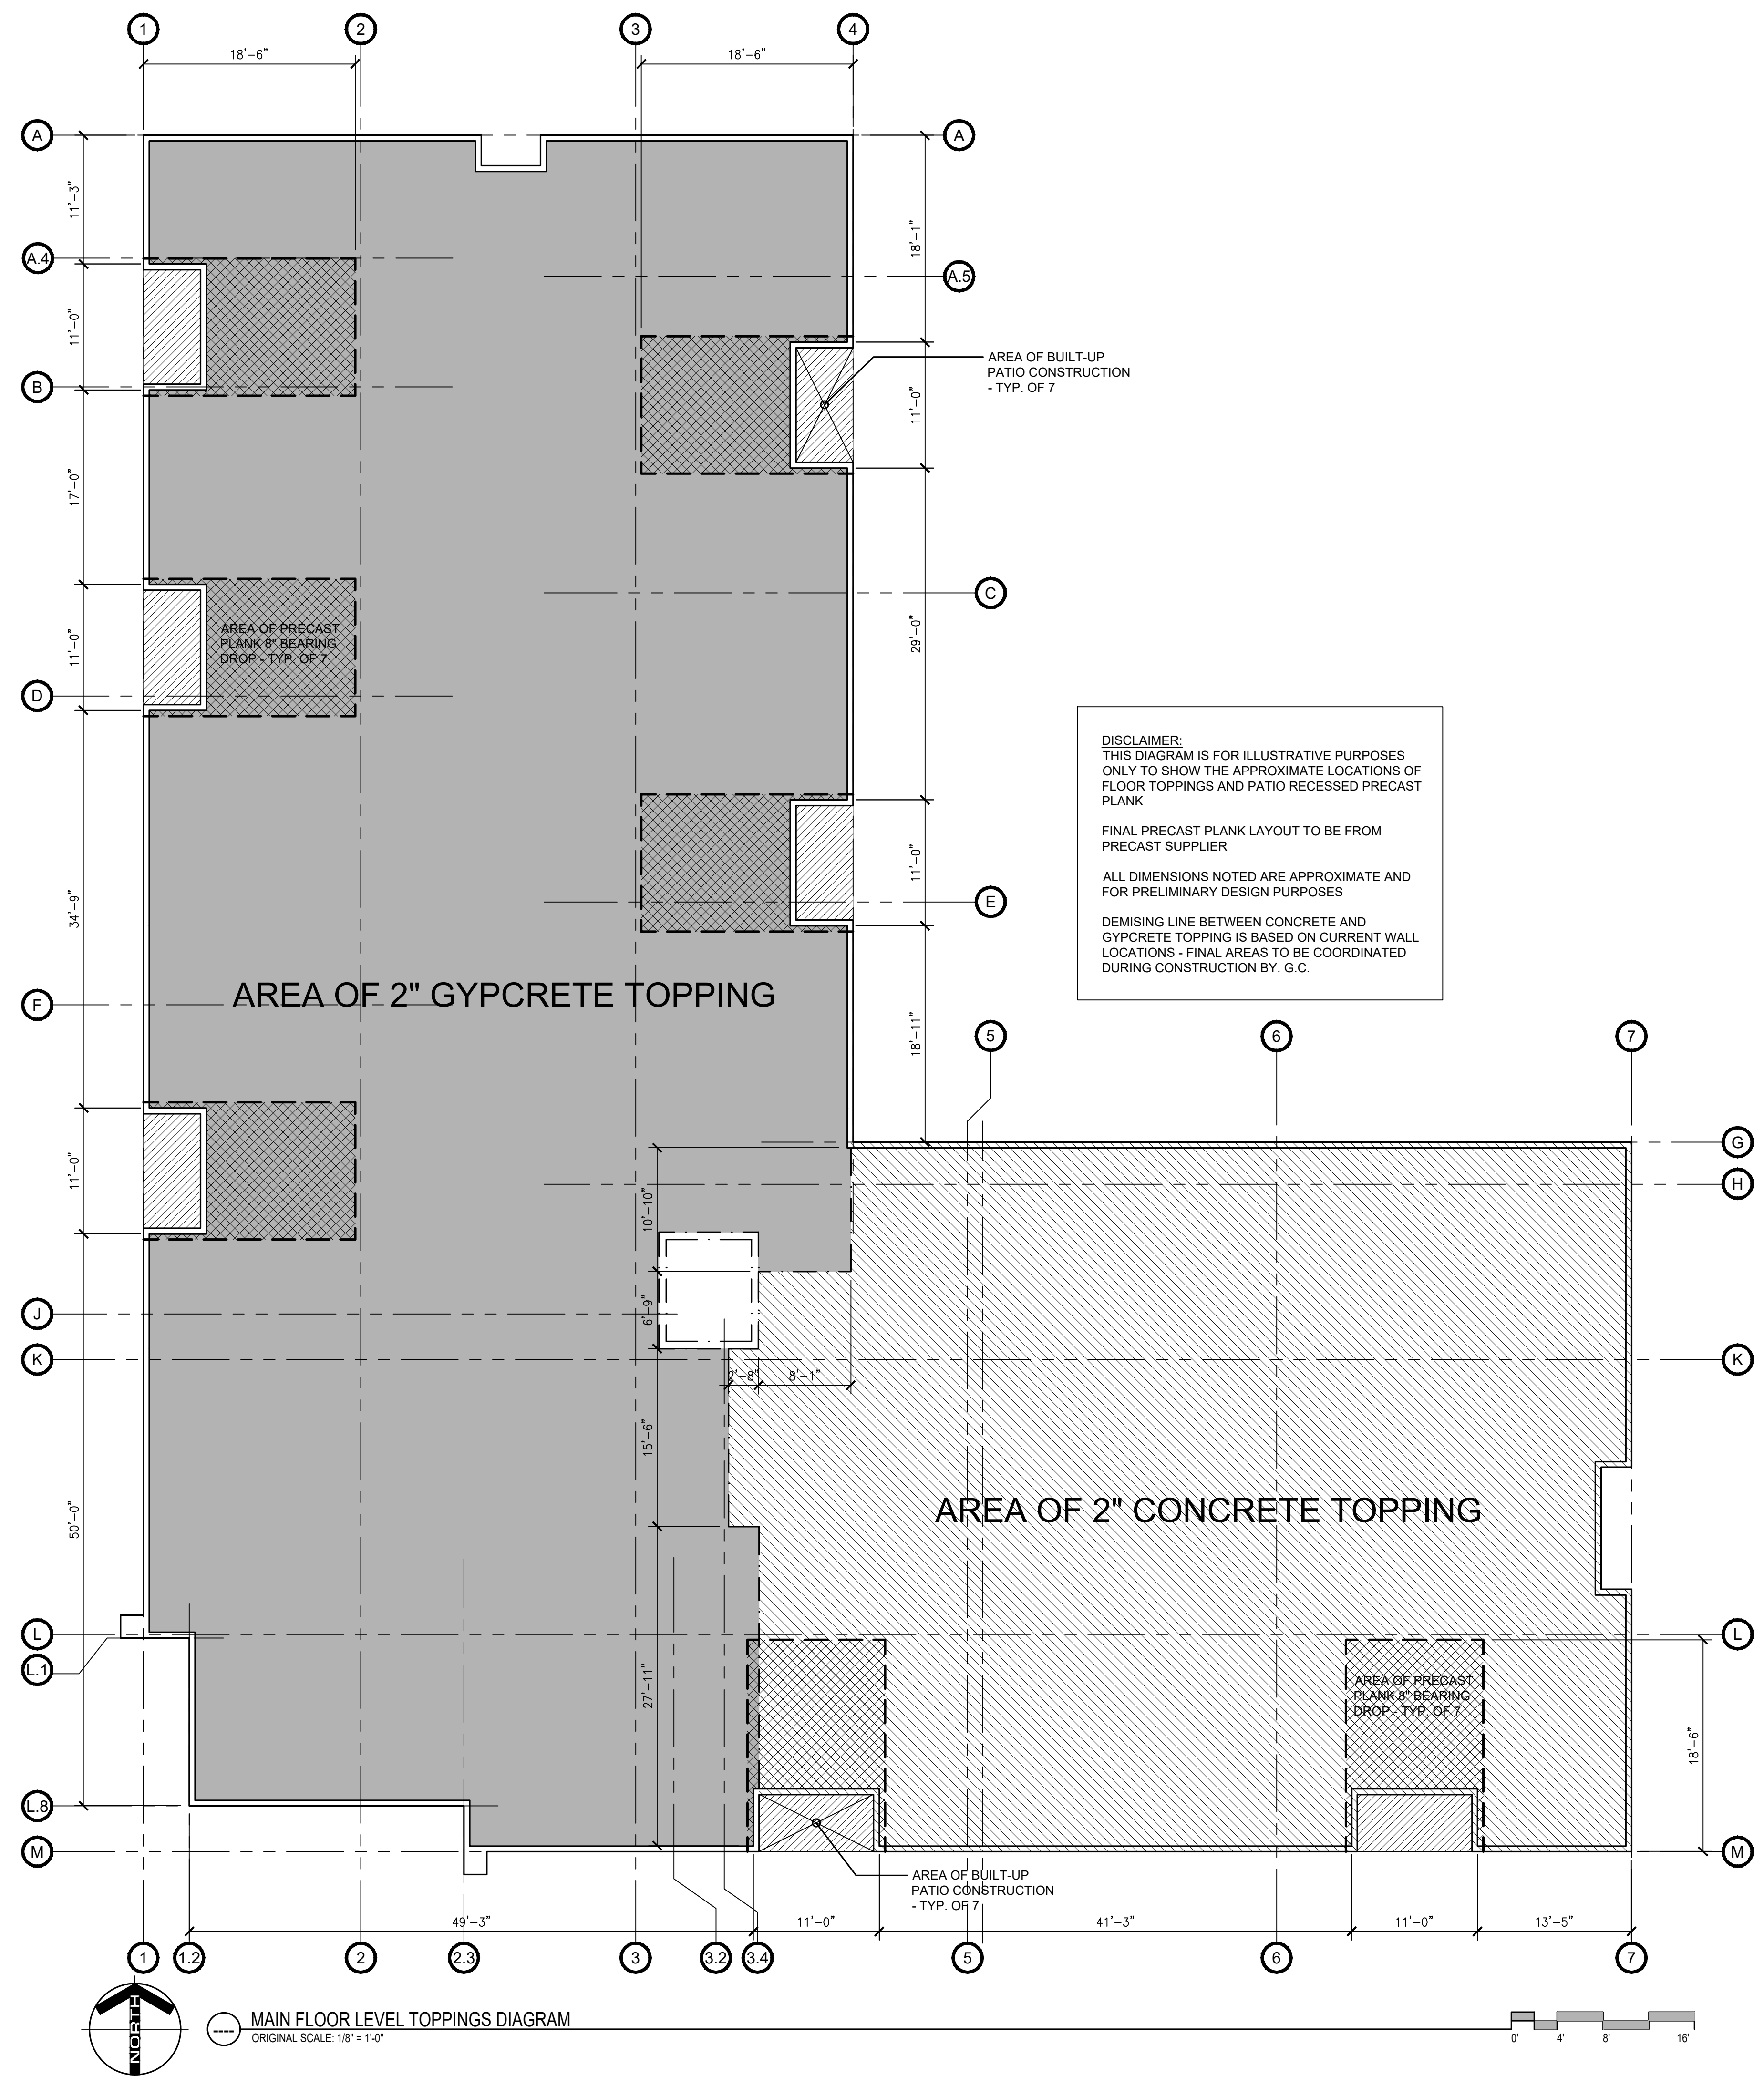 1
2
3
4
18'-6"
18'-6"
A
A
11'-3"
18'-1"
A.4
A.5
11'-0"
AREA OF BUILT-UP
PATIO CONSTRUCTION
- TYP. OF 7
B
11'-0"
17'-0"
C
AREA OF PRECAST
PLANK 8" BEARING
DROP - TYP. OF 7
11'-0"
29'-0"
D
DISCLAIMER:
THIS DIAGRAM IS FOR ILLUSTRATIVE PURPOSES
ONLY TO SHOW THE APPROXIMATE LOCATIONS OF
FLOOR TOPPINGS AND PATIO RECESSED PRECAST
PLANK
FINAL PRECAST PLANK LAYOUT TO BE FROM
PRECAST SUPPLIER
ALL DIMENSIONS NOTED ARE APPROXIMATE AND
FOR PRELIMINARY DESIGN PURPOSES
DEMISING LINE BETWEEN CONCRETE AND
GYPCRETE TOPPING IS BASED ON CURRENT WALL
LOCATIONS - FINAL AREAS TO BE COORDINATED
DURING CONSTRUCTION BY. G.C.
11'-0"
34'-9"
E
AREA OF 2" GYPCRETE TOPPING
F
18'-11"
5
6
7
G
11'-0"
H
10'-10"
J
6'-9"
K
K
2'-8"
8'-1"
15'-6"
50'-0"
AREA OF 2" CONCRETE TOPPING
L
L
L.1
27'-11"
AREA OF PRECAST
PLANK 8" BEARING
DROP - TYP. OF 7
18'-6"
L.8
M
M
AREA OF BUILT-UP
PATIO CONSTRUCTION
- TYP. OF 7
49'-3"
11'-0"
41'-3"
11'-0"
13'-5"
1
1.2
2
2.3
3
3.2
3.4
5
6
7
NORTH
----
MAIN FLOOR LEVEL TOPPINGS DIAGRAM
ORIGINAL SCALE: 1/8" = 1'-0"
0'
4'
8'
16'